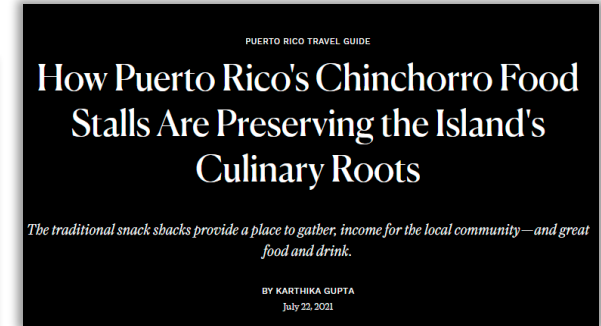 PUERTO RICO TRAVEL GUIDE
How Puerto Rico's Chinchorro Food
Stalls Are Preserving the Island's
Culinary Roots
The traditional snack shacks provide a place to gather, income for the local community—and great
food and drink.
BY KARTHIKA GUPTA
July 22, 2021